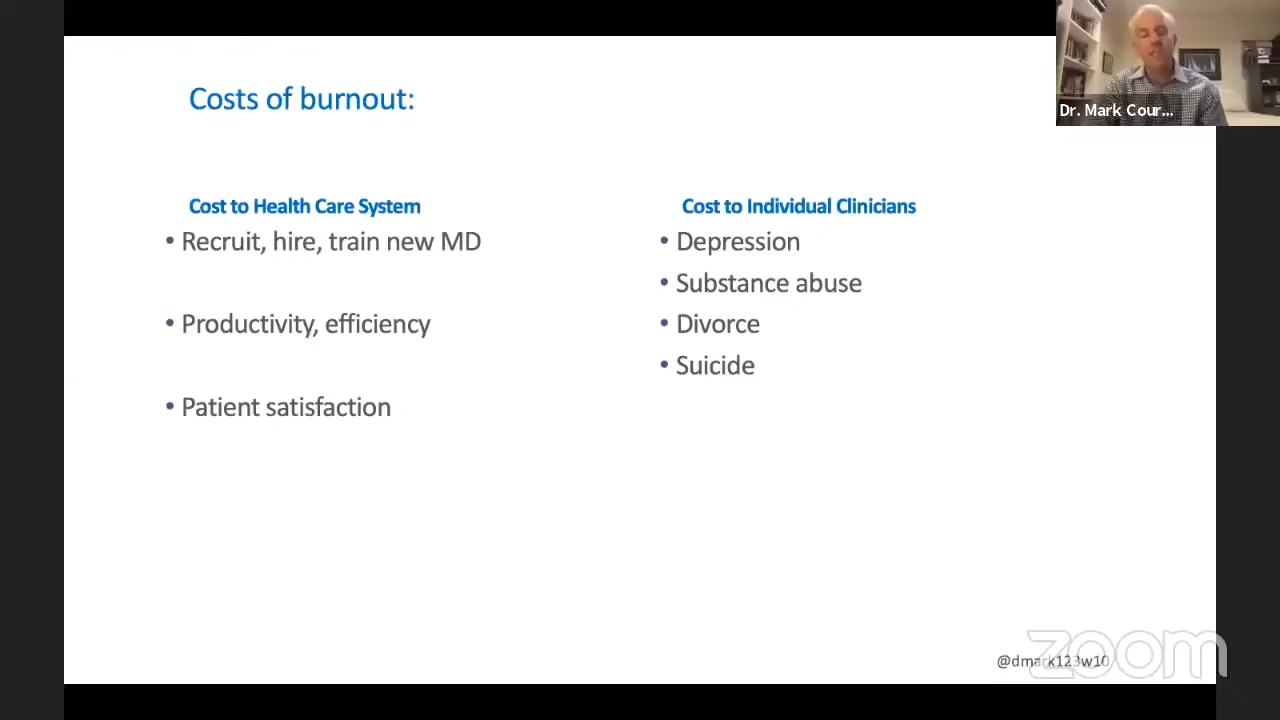 Costs of burnout:
Cost to Health Care System
• Recruit, hire, train new MD
• Productivity, efficiency
• Patient satisfaction
Cost to Individual Clinicians
• Depression
• Substance abuse
• Divorce
• Suicide
Dr. Mark Cour...
@dmark123w10
zoom